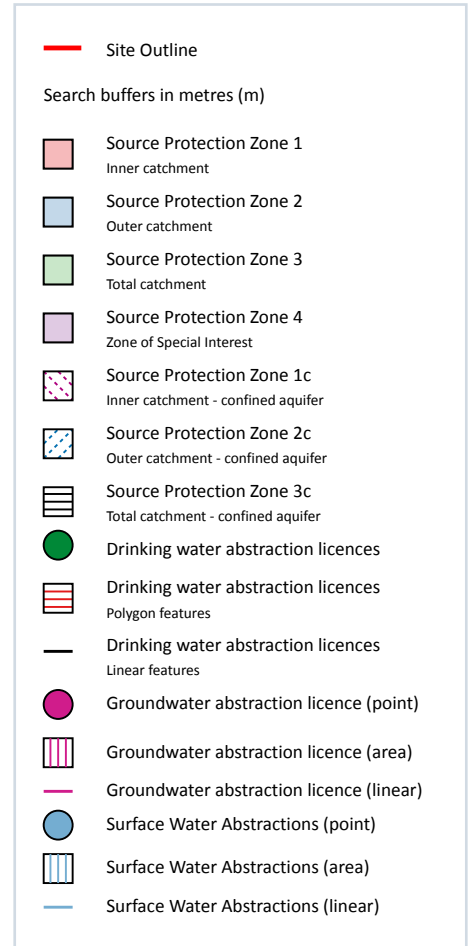 Site Outline
Search buffers in metres (m)
Source Protection Zone 1
Inner catchment
Source Protection Zone 2
Outer catchment
Source Protection Zone 3
Total catchment
Source Protection Zone 4
Zone of Special Interest
Source Protection Zone 1c
Inner catchment - confined aquifer
Source Protection Zone 2c
Outer catchment - confined aquifer
Source Protection Zone 3c
Total catchment - confined aquifer
Drinking water abstraction licences
Drinking water abstraction licences
Polygon features
Drinking water abstraction licences
Linear features
Groundwater abstraction licence (point)
Groundwater abstraction licence (area)
Groundwater abstraction licence (linear)
Surface Water Abstractions (point)
Surface Water Abstractions (area)
Surface Water Abstractions (linear)